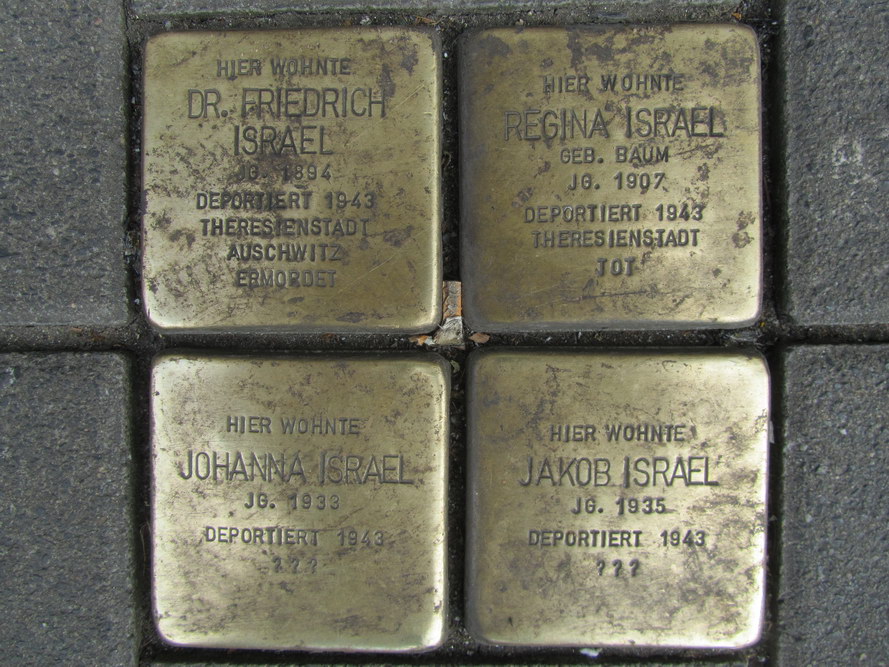 HIER WOHNTE
DR. FRIEDRICH
ISRAEL
JG. 1894
DEPORTIERT 1943
THERESIENSTADT
AUSCHWITZ
ERMORDET
HIER WOHNTE
REGINA ISRAEL
GEB. BAUM
JG. 1907
DEPORTIERT 1943
THERESIENSTADT
TOT
HIER WOHNTE
JOHANNA ISRAEL
JG. 1933
DEPORTIERT 1943
???
HIER WOHNTE
JAKOB ISRAEL
JG. 1935
DEPORTIERT 1943
???